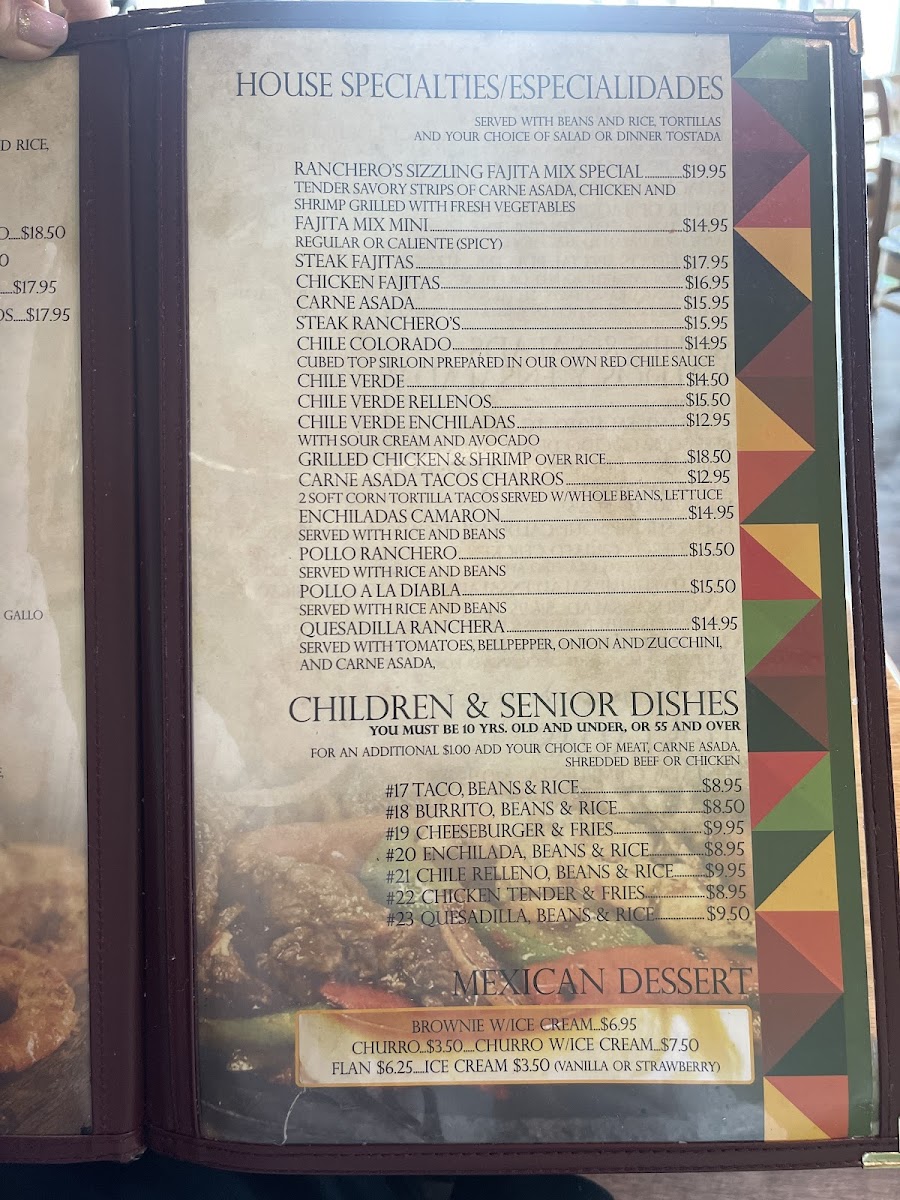 D RICE,
$18.50
$17.95
$17.95
GALLO
HOUSE SPECIALTIES/ESPECIALIDADES
SERVED WITH BEANS AND RICE, TORTILLAS
AND YOUR CHOICE OF SALAD OR DINNER TOSTADA
RANCHERO'S SIZZLING FAJITA MIX SPECIAL............$19.95
TENDER SAVORY STRIPS OF CARNE ASADA, CHICKEN AND
SHRIMP GRILLED WITH FRESH VEGETABLES
FAJITA MIX MINI............$14.95
REGULAR OR CALIENTE (SPICY)
STEAK FAJITAS............$17.95
CHICKEN FAJITAS............$16.95
CARNE ASADA............$15.95
STEAK RANCHERO'S............$15.95
CHILE COLORADO............$14.95
CUBED TOP SIRLOIN PREPARED IN OUR OWN RED CHILE SAUCE
CHILE VERDE............$14.50
CHILE VERDE RELLENOS............$15.50
CHILE VERDE ENCHILADAS............$12.95
WITH SOUR CREAM AND AVOCADO
GRILLED CHICKEN & SHRIMP OVER RICE............$18.50
CARNE ASADA TACOS CHARROS............$12.95
2 SOFT CORN TORTILLA TACOS SERVED W/WHOLE BEANS, LETTUCE
ENCHILADAS CAMARON............$14.95
SERVED WITH RICE AND BEANS
POLLO RANCHERO............$15.50
SERVED WITH RICE AND BEANS
POLLO A LA DIABLA............$15.50
SERVED WITH RICE AND BEANS
QUESADILLA RANCHERA............$14.95
SERVED WITH TOMATOES, BELLPEPPER, ONION AND ZUCCHINI,
AND CARNE ASADA,
CHILDREN & SENIOR DISHES
YOU MUST BE 10 YRS. OLD AND UNDER, OR 55 AND OVER
FOR AN ADDITIONAL $1.00 ADD YOUR CHOICE OF MEAT, CARNE ASADA,
SHREDDED BEEF OR CHICKEN
#17 TACO, BEANS & RICE............$8.95
#18 BURRITO, BEANS & RICE............$8.50
#19 CHEESEBURGER & FRIES............$9.95
#20 ENCHILADA, BEANS & RICE............$8.95
#21 CHILE RELLENO, BEANS & RICE............$9.95
#22 CHICKEN TENDER & FRIES............$8.95
#23 QUESADILLA, BEANS & RICE............$9.50
MEXICAN DESSERT
BROWNIE W/ICE CREAM...$6.95
CHURRO...$3.50.....CHURRO W/ICE CREAM...$7.50
FLAN $6.25.....ICE CREAM $3.50 (VANILLA OR STRAWBERRY)